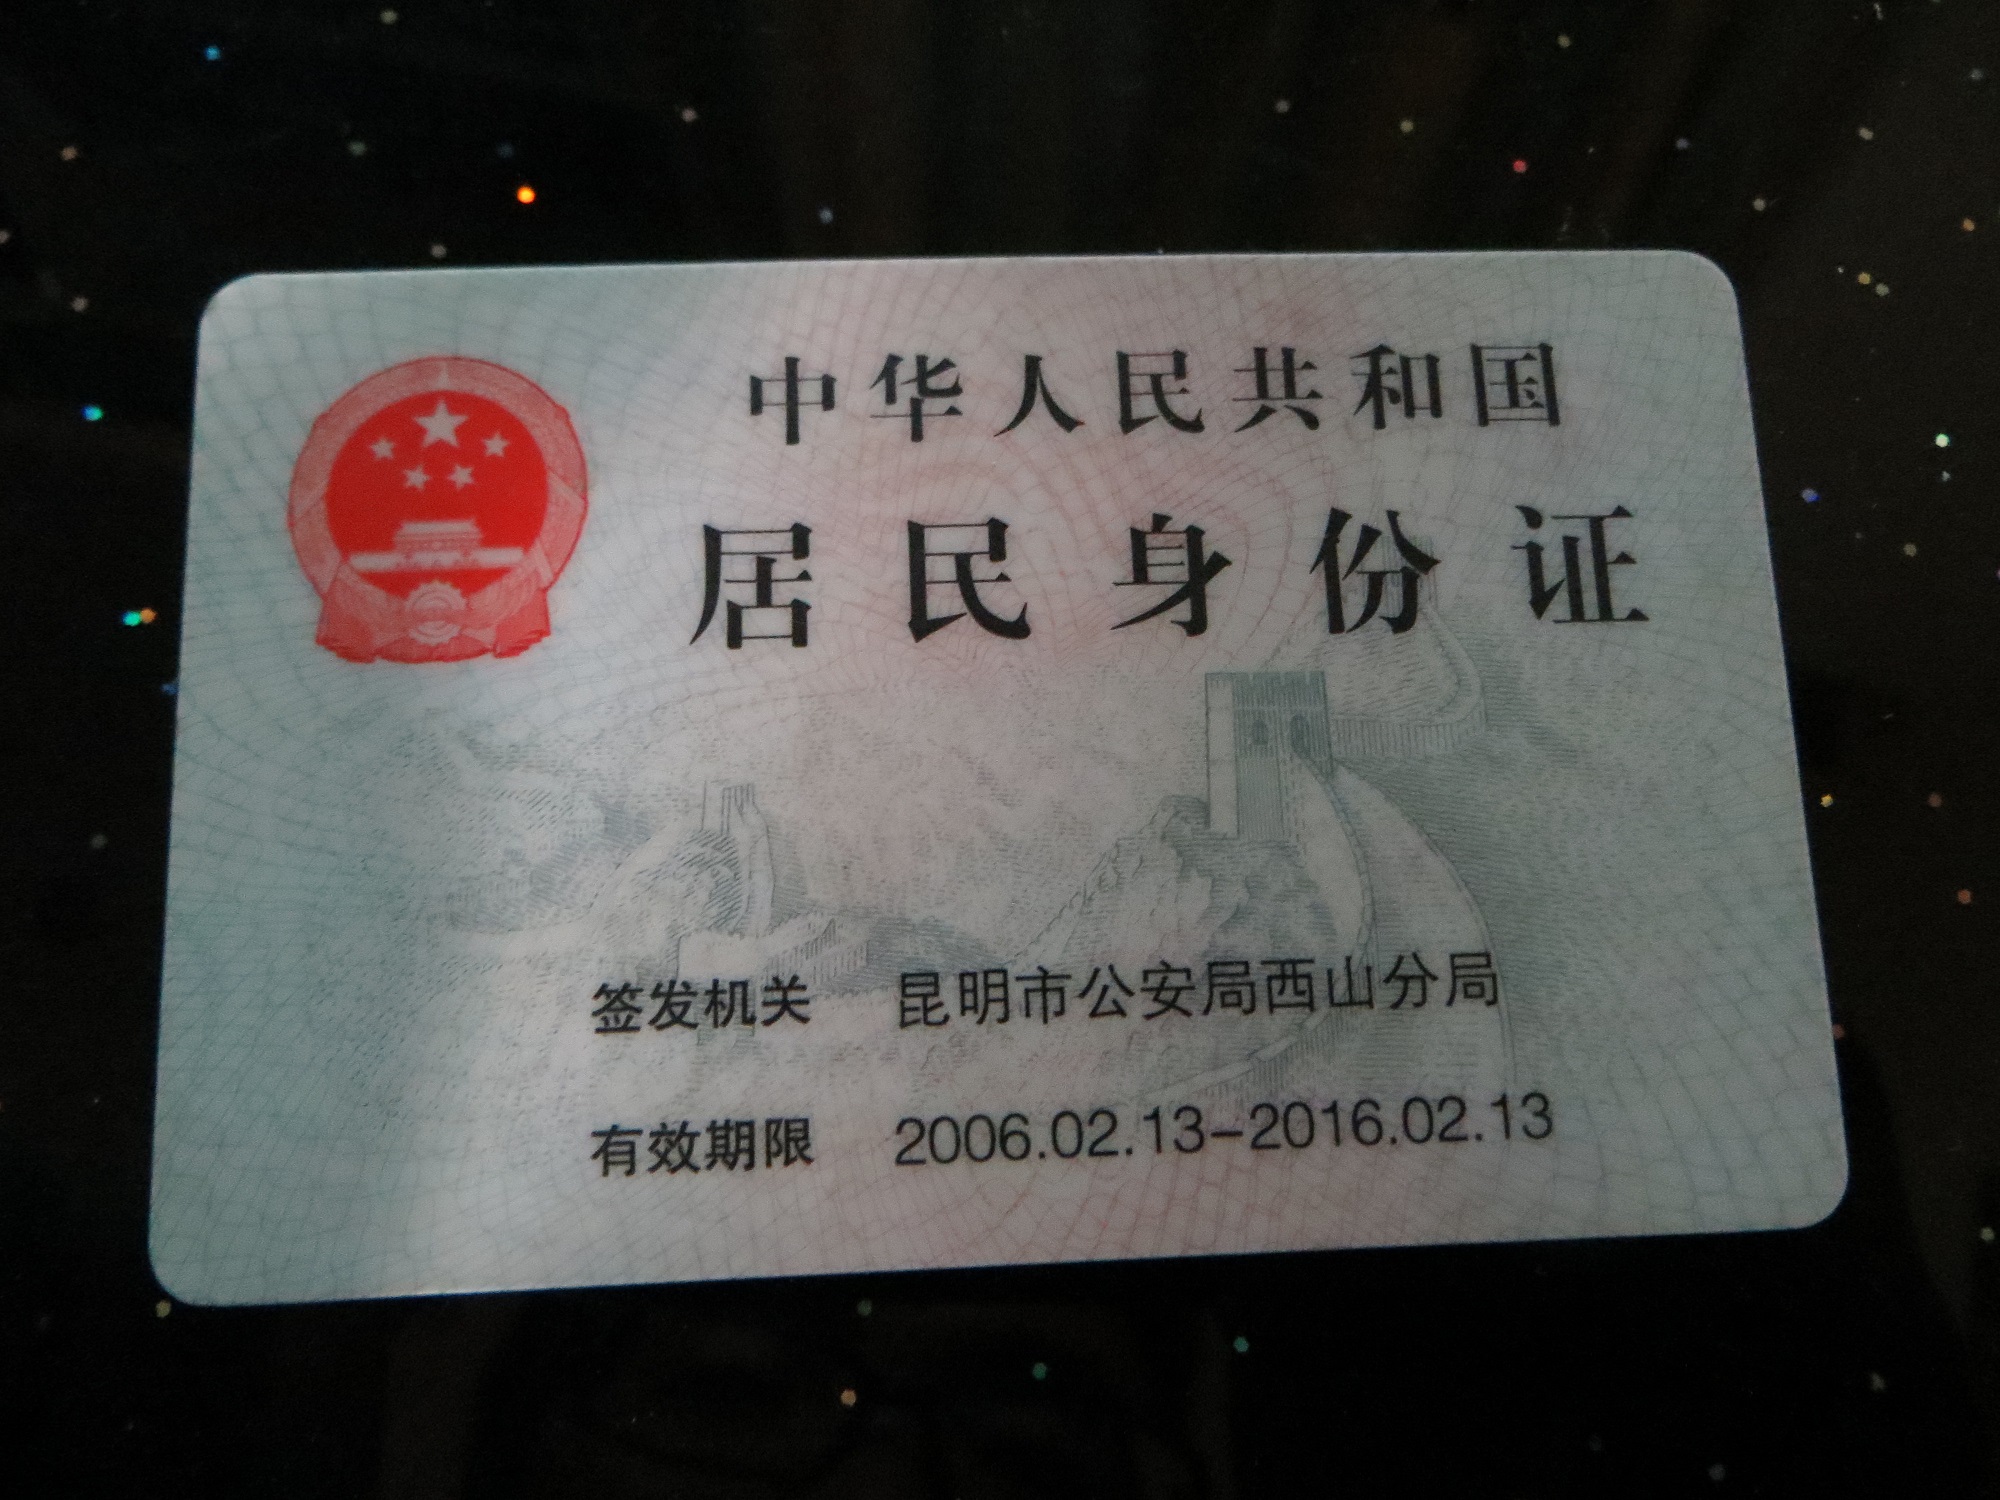 中华人民共和国
居民身份证
签发机关 昆明市公安局西山分局
有效期限 2006.02.13-2016.02.13